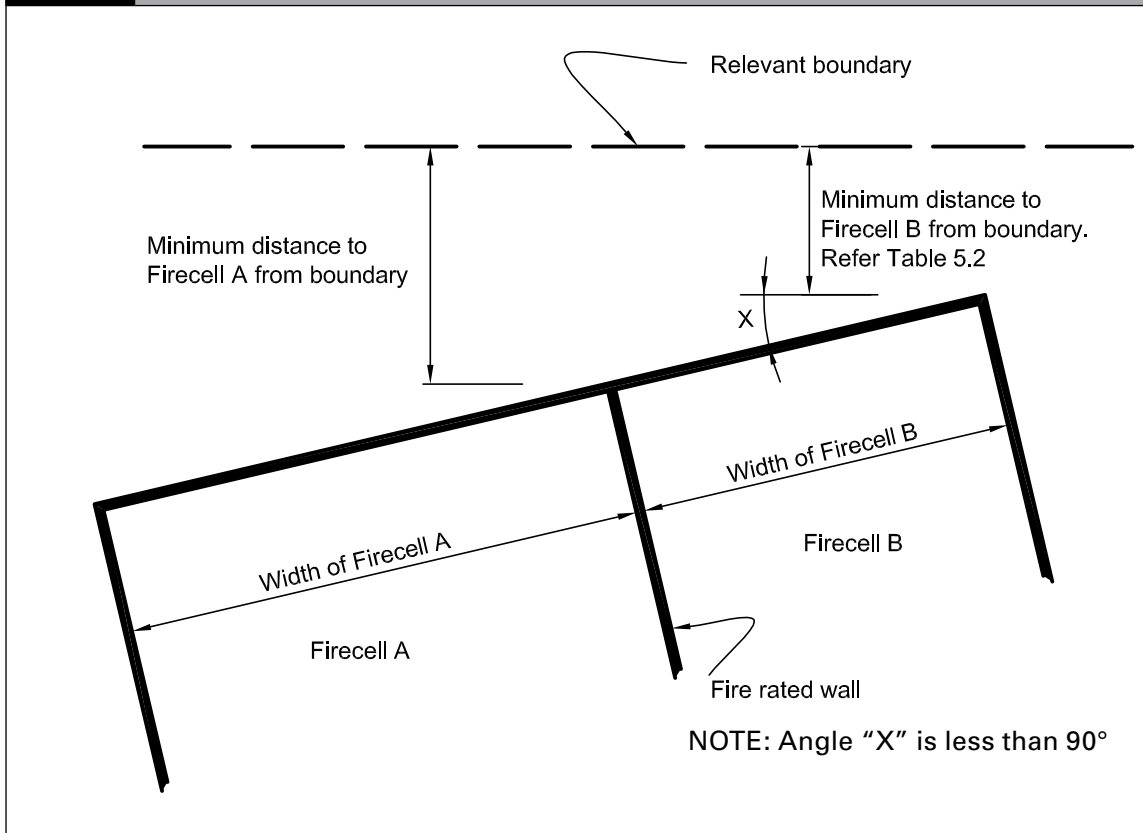 Relevant boundary
Minimum distance to
Firecell A from boundary
Minimum distance to
Firecell B from boundary.
Refer Table 5.2
X
Width of Firecell B
Width of Firecell A
Firecell B
Firecell A
Fire rated wall
NOTE: Angle “X” is less than 90°